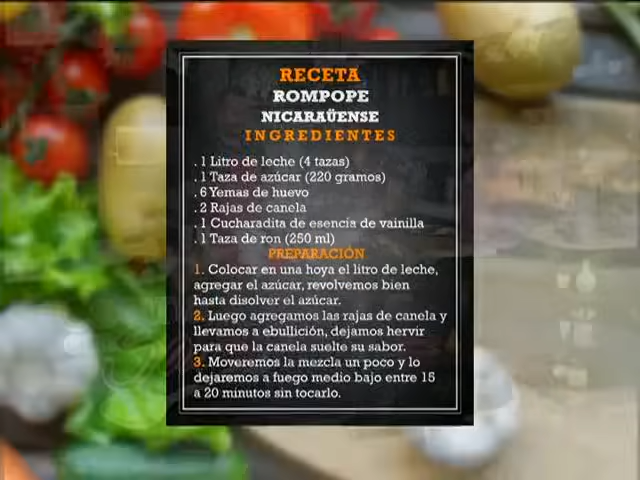 RECETA
ROMPOPE
NICARAÜENSE
INGREDIENTES
. 1 Litro de leche (4 tazas)
. 1 Taza de azúcar (220 gramos)
. 6 Yemas de huevo
. 2 Rajas de canela
. 1 Cucharadita de esencia de vainilla
. 1 Taza de ron (250 ml)
PREPARACIÓN
1. Colocar en una hoya el litro de leche,
agregar el azúcar, revolvemos bien
hasta disolver el azúcar.
2. Luego agregamos las rajas de canela y
llevamos a ebullición, dejamos hervir
para que la canela suelte su sabor.
3. Moveremos la mezcla un poco y lo
dejaremos a fuego medio bajo entre 15
a 20 minutos sin tocarlo.